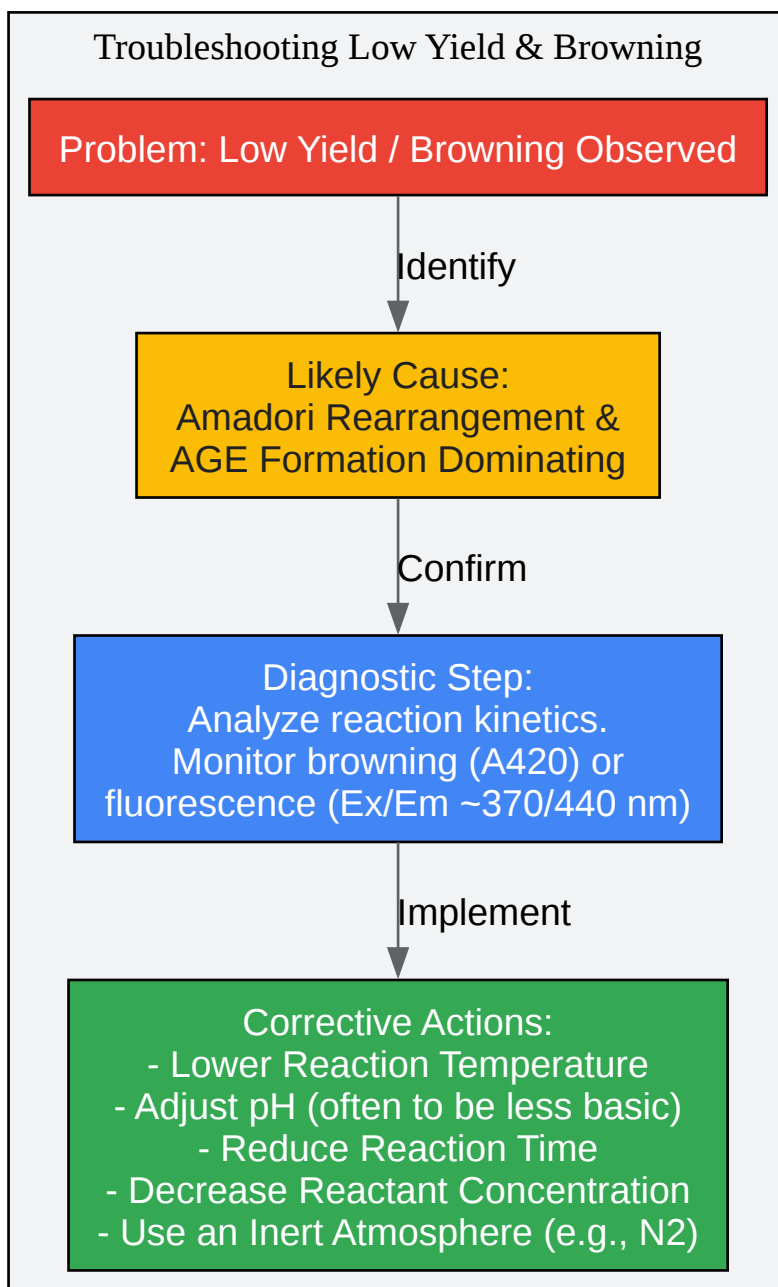 Troubleshooting Low Yield & Browning
Problem: Low Yield / Browning Observed
Identify
Likely Cause:
Amadori Rearrangement &
AGE Formation Dominating
Confirm
Diagnostic Step:
Analyze reaction kinetics.
Monitor browning (A420) or
fluorescence (Ex/Em ~370/440 nm)
Implement
Corrective Actions:
- Lower Reaction Temperature
- Adjust pH (often to be less basic)
- Reduce Reaction Time
- Decrease Reactant Concentration
- Use an Inert Atmosphere (e.g., N2)